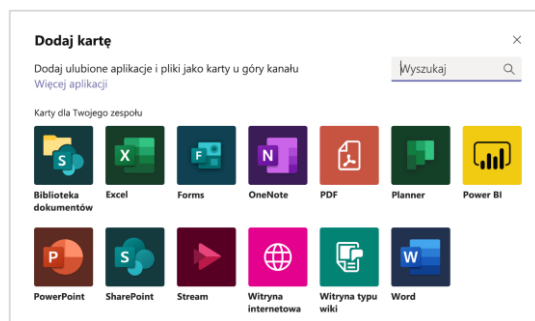 Dodaj kartę
Dodaj ulubione aplikacje i pliki jako karty u góry kanału
Wyszukaj
Więcej aplikacji
Karty dla Twojego zespołu
S
X
F
N
Biblioteka dokumentów
Excel
Forms
OneNote
PDF
Planner
Power BI
P
S
W
PowerPoint
SharePoint
Stream
Witryna internetowa
Witryna typu wiki
Word